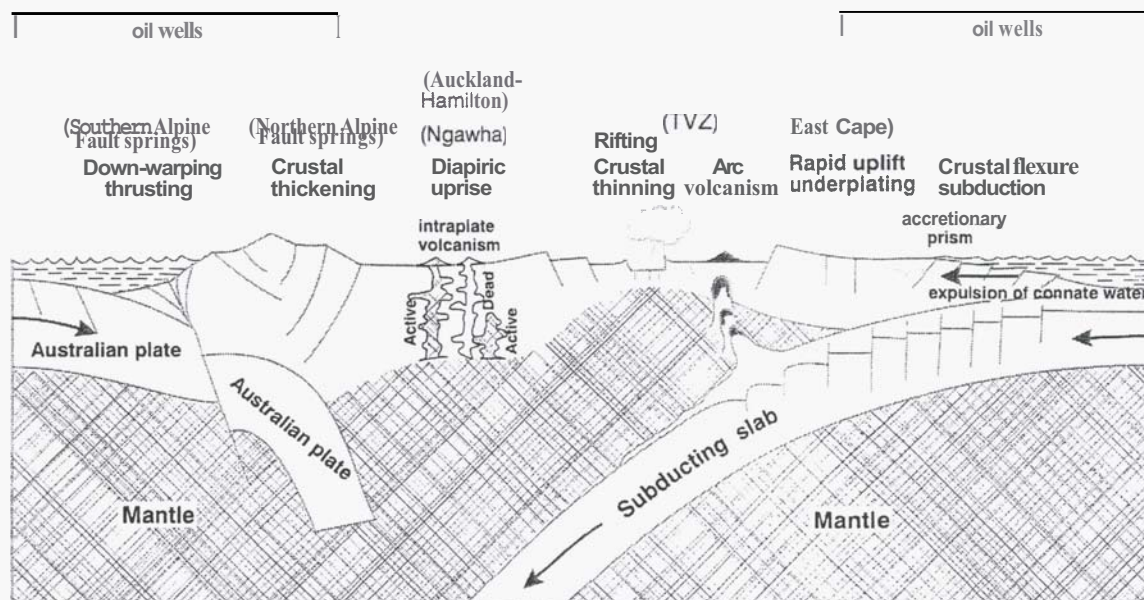 oil wells
oil wells
(Auckland-
Hamilton)
(Southern Alpine
Fault springs)
(Northern Alpine
Fault springs)
(Ngawha)
(TVZ)
East Cape)
Down-warping
thrusting
Crustal
thickening
Diapiric
uprise
Rifting
Crustal
thinning
Arc
volcanism
Rapid uplift
underplating
Crustal flexure
subduction
intraplate
volcanism
accretionary
prism
Active
Dead
Active
expulsion of connate water
Australian plate
Australian plate
Subducting slab
Mantle
Mantle